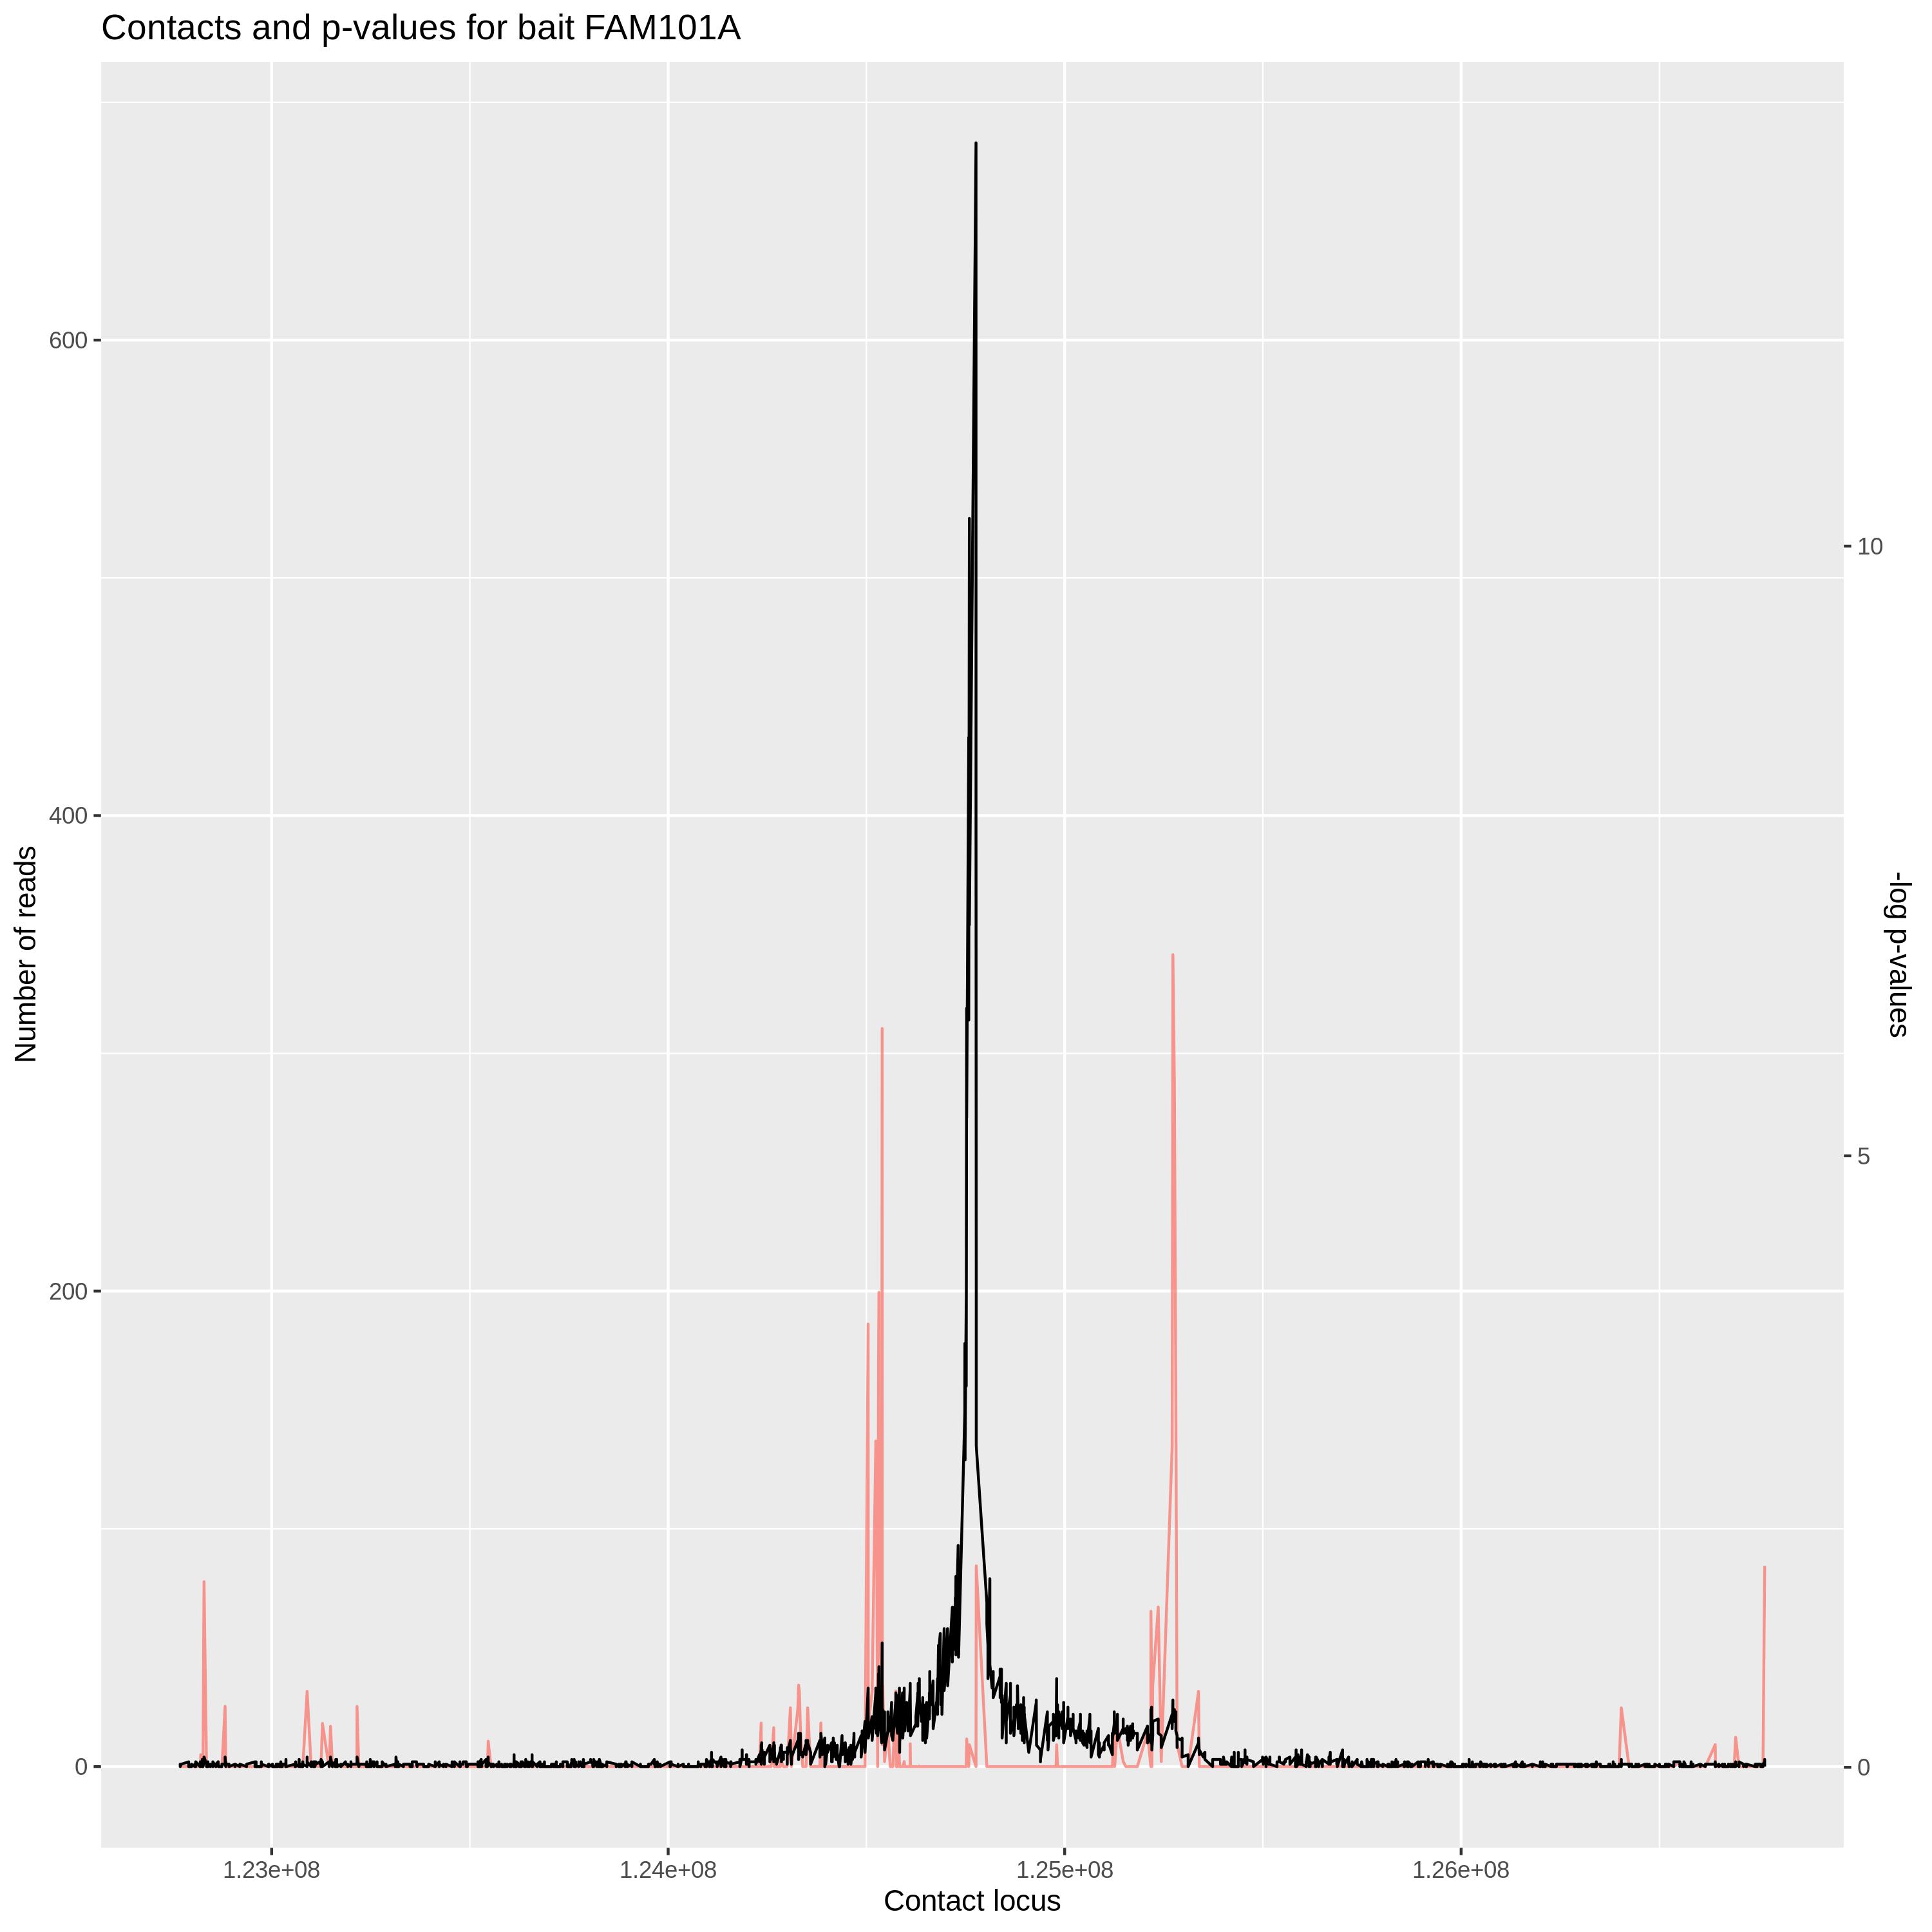 Contacts and p-values for bait FAM101A
Number of reads
600
400
200
0
10
5
0
-log p-values
1.23e+08
1.24e+08
1.25e+08
1.26e+08
Contact locus